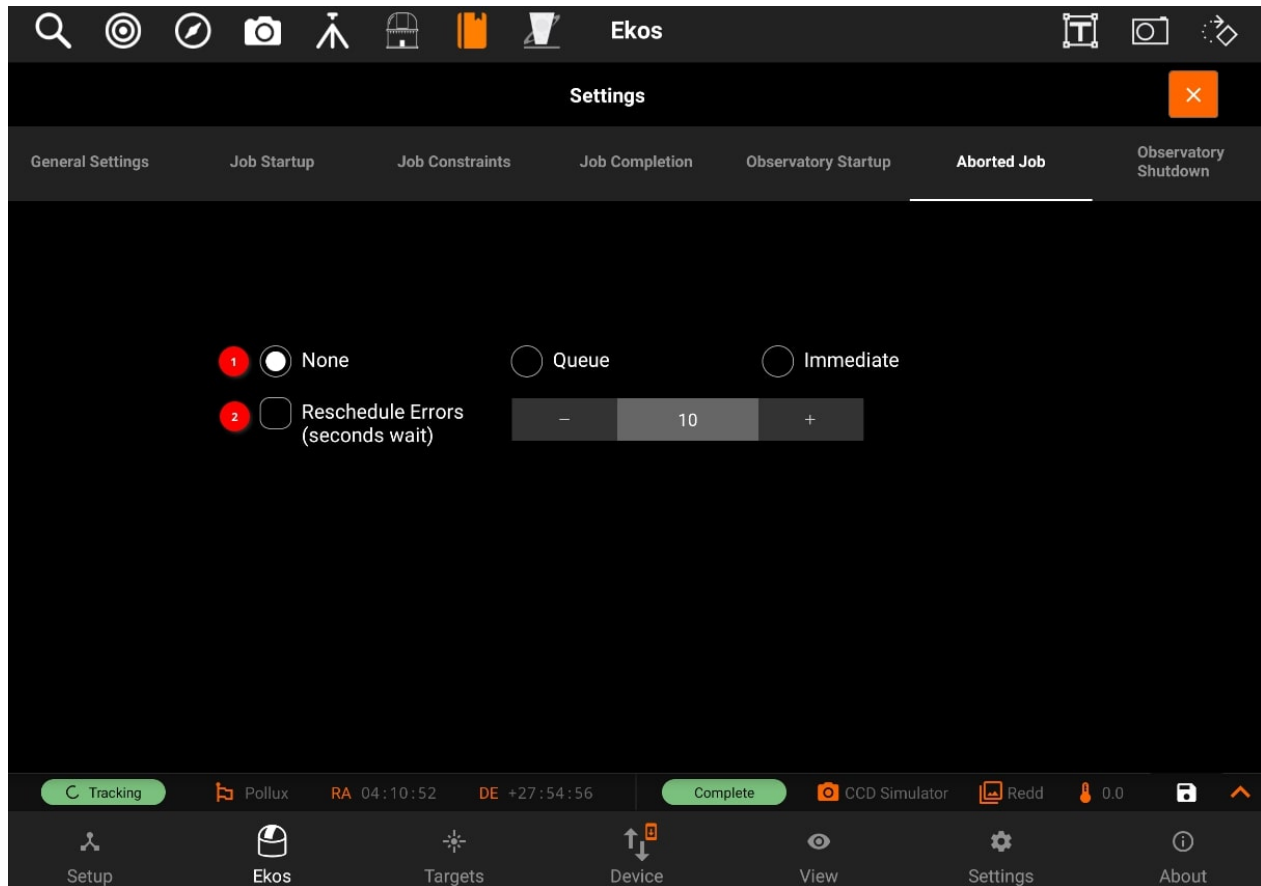 Ekos
T
Settings
General Settings
Job Startup
Job Constraints
Job Completion
Observatory Startup
Aborted Job
Observatory
Shutdown
1
None
Queue
Immediate
2
Reschedule Errors
(seconds wait)
− 10 +
Tracking
Pollux
RA 04:10:52
DE +27:54:56
Complete
CCD Simulator
Redd
0.0
Setup
Ekos
Targets
Device
View
Settings
About